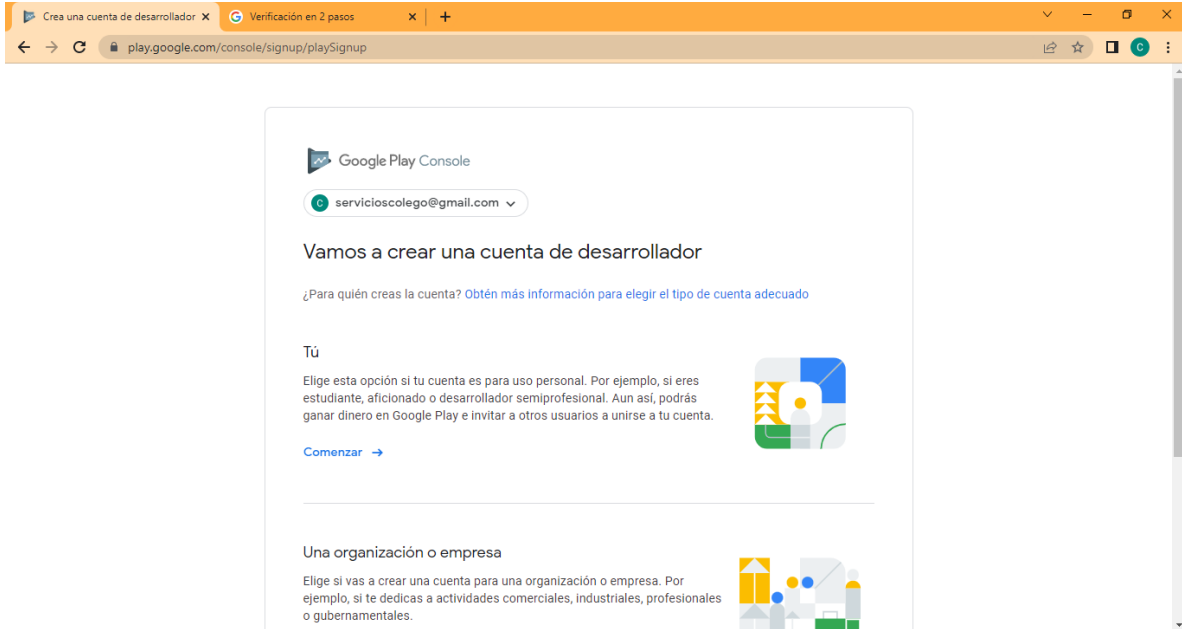 Crea una cuenta de desarrollador
Verificación en 2 pasos
play.google.com/console/signup/playSignup
C
Google Play Console
C servicioscolego@gmail.com
Vamos a crear una cuenta de desarrollador
¿Para quién creas la cuenta? Obtén más información para elegir el tipo de cuenta adecuado
Tú
Elige esta opción si tu cuenta es para uso personal. Por ejemplo, si eres
estudiante, aficionado o desarrollador semiprofesional. Aun así, podrás
ganar dinero en Google Play e invitar a otros usuarios a unirse a tu cuenta.
Comenzar →
Una organización o empresa
Elige si vas a crear una cuenta para una organización o empresa. Por
ejemplo, si te dedicas a actividades comerciales, industriales, profesionales
o gubernamentales.